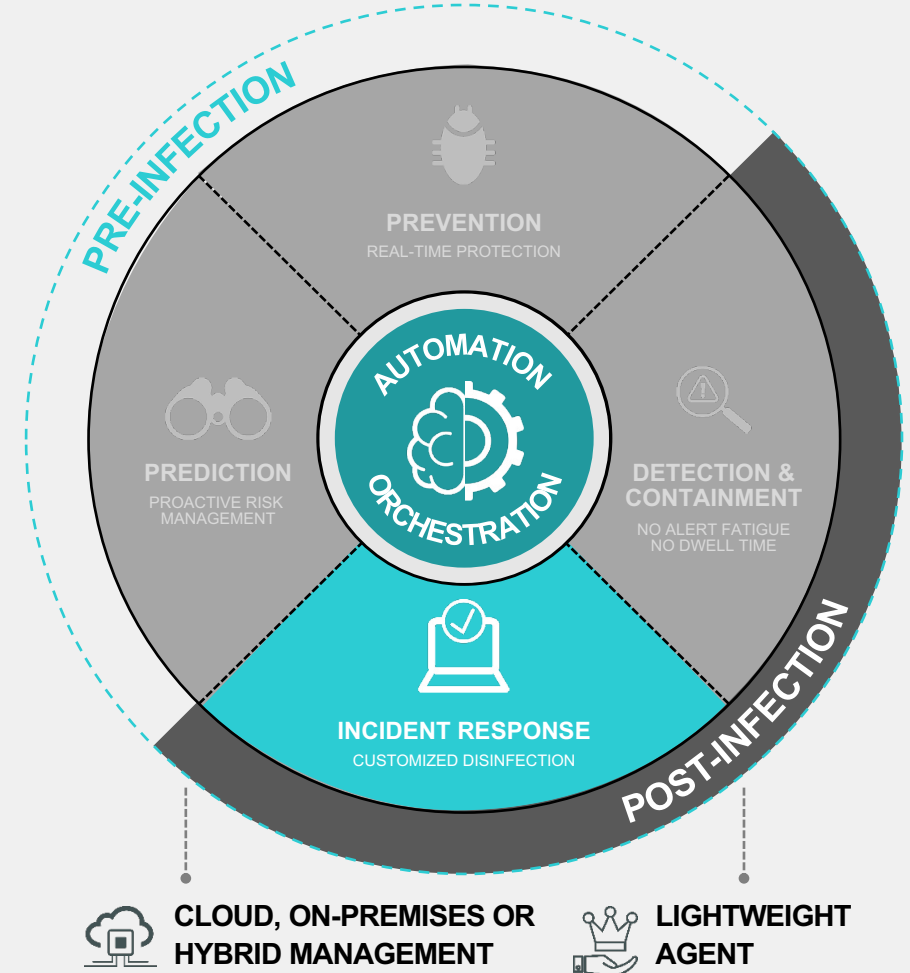 PRE-INFECTION
PREVENTION
REAL-TIME PROTECTION
AUTOMATION
ORCHESTRATION
PREDICTION
PROACTIVE RISK
MANAGEMENT
DETECTION &
CONTAINMENT
NO ALERT FATIGUE
NO DWELL TIME
INCIDENT RESPONSE
CUSTOMIZED DISINFECTION
POST-INFECTION
CLOUD, ON-PREMISES OR
HYBRID MANAGEMENT
LIGHTWEIGHT
AGENT